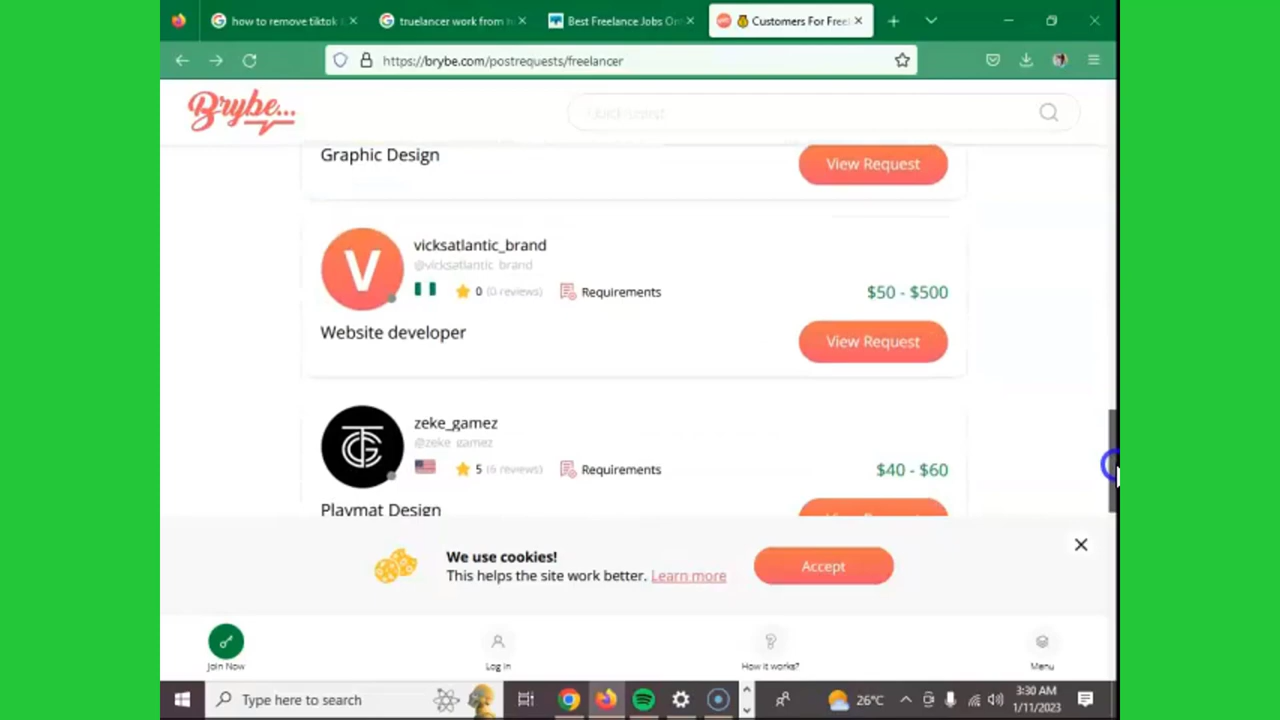 how to remove tiktok
truelancer work from h
Best Freelance Jobs On
Customers For Free
https://brybe.com/postrequests/freelancer
Brybe...
Quick search
Graphic Design
View Request
V
vicksatlantic_brand
@vicksatlantic_brand
0 (0 reviews)
Requirements
$50 - $500
Website developer
View Request
zeke_gamez
@zeke_gamez
5 (6 reviews)
Requirements
$40 - $60
Playmat Design
View Request
We use cookies!
This helps the site work better. Learn more
Accept
Join Now
Log in
How it works?
Menu
Type here to search
26°C
3:30 AM
1/11/2023